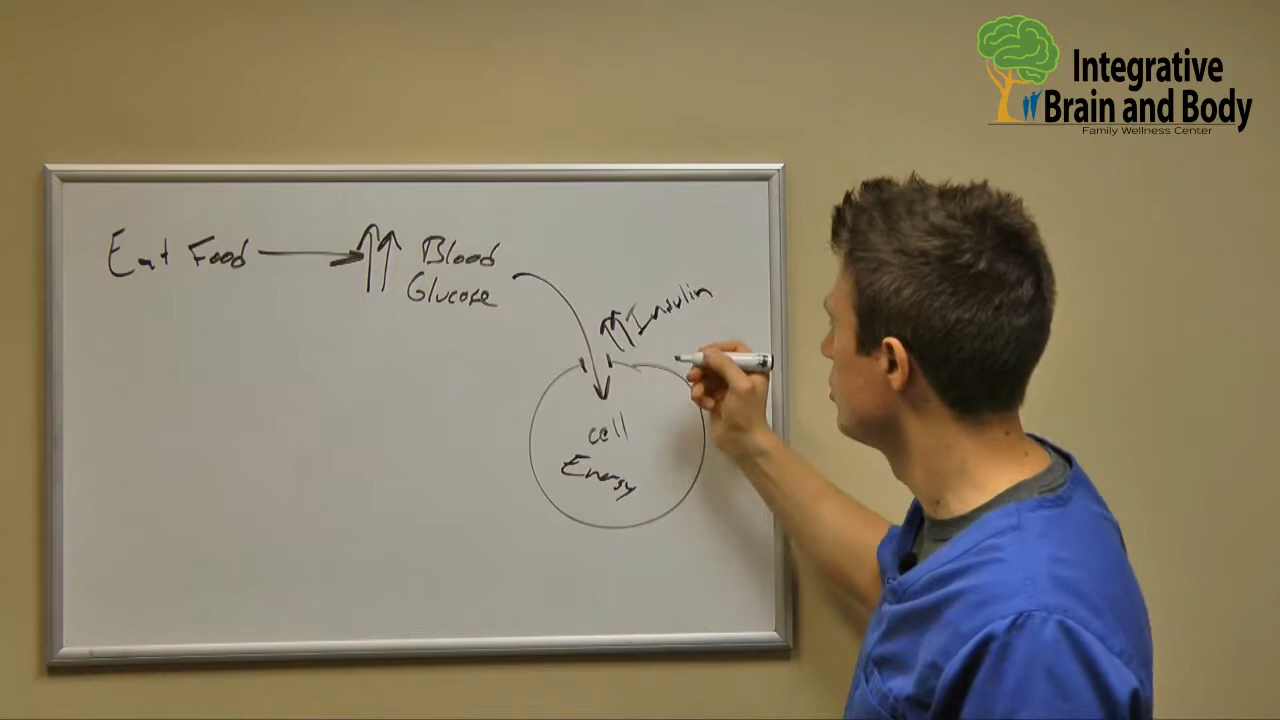 Integrative
Brain and Body
Family Wellness Center
Eat Food → ↑↑ Blood
Glucose
↑↑ Insulin
cell
Energy